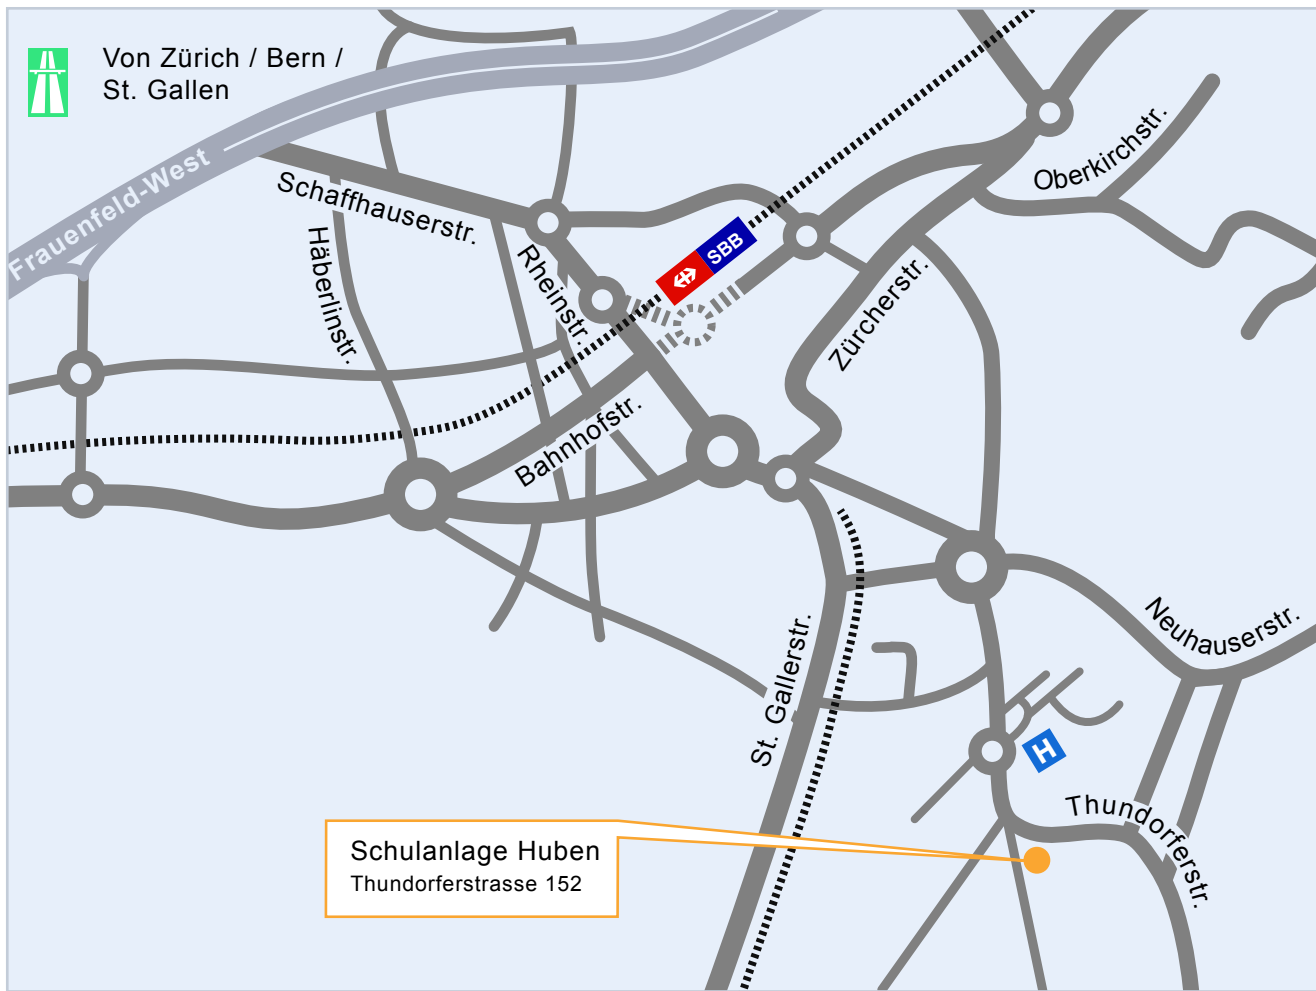 Von Zürich / Bern /
St. Gallen
Frauenfeld-West
Schaffhauserstr.
Häberlinstr.
Rheinstr.
SBB
Oberkirchstr.
Zürcherstr.
Bahnhofstr.
St. Gallerstr.
Neuhauserstr.
H
Thundorferstr.
Schulanlage Huben
Thundorferstrasse 152